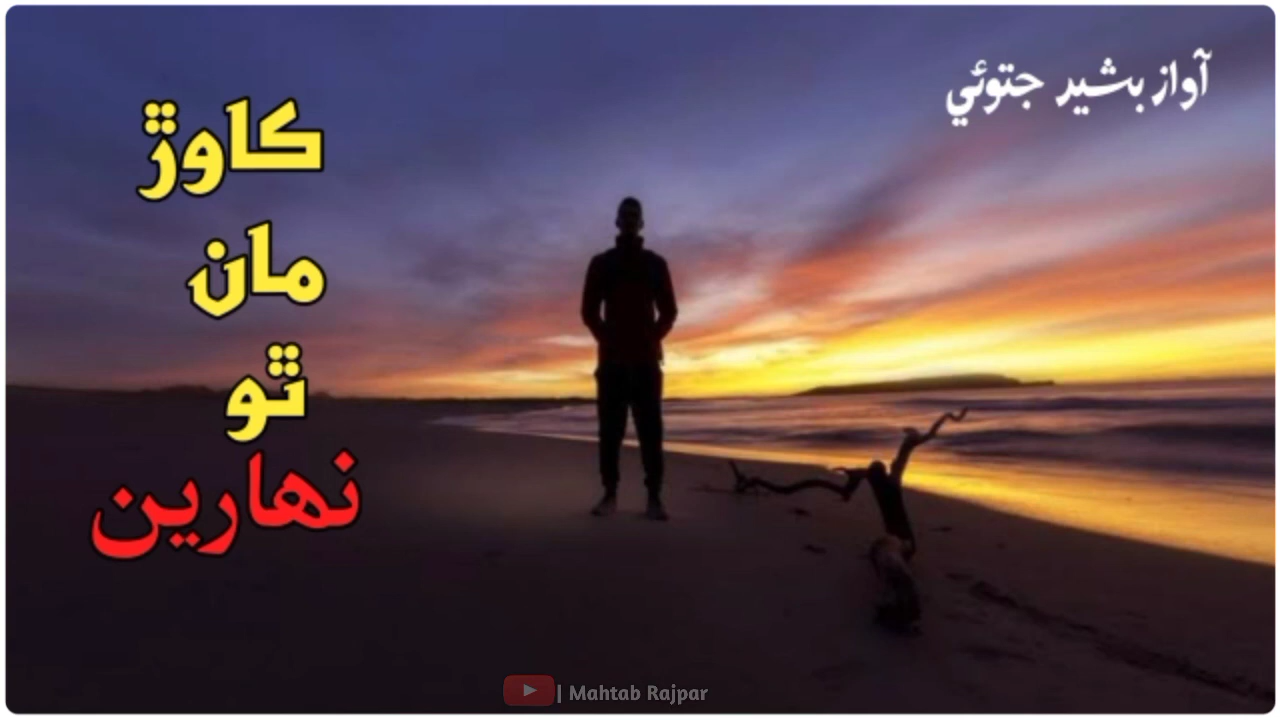 آواز بشير جتوئي
ڪاوڙ
مان
ٿو
نهارين
| Mahtab Rajpar